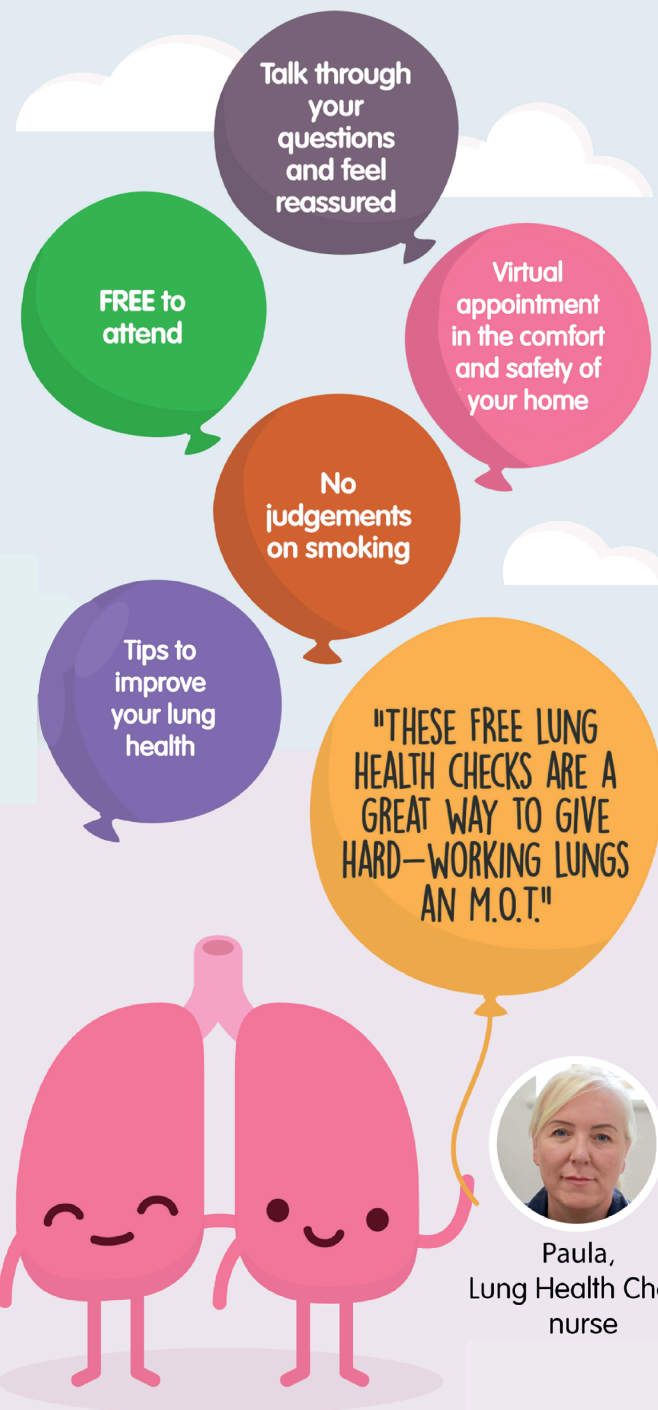 Talk through
your
questions
and feel
reassured
FREE to
attend
Virtual
appointment
in the comfort
and safety of
your home
No
judgements
on smoking
Tips to
improve
your lung
health
"THESE FREE LUNG
HEALTH CHECKS ARE A
GREAT WAY TO GIVE
HARD–WORKING LUNGS
AN M.O.T."
Paula,
Lung Health
nurse